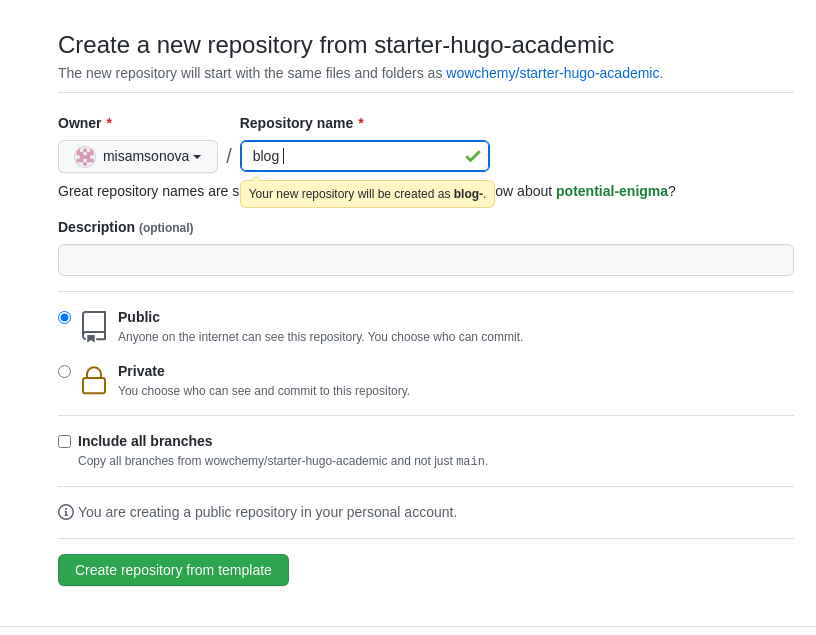 Create a new repository from starter-hugo-academic
The new repository will start with the same files and folders as wowchemy/starter-hugo-academic.
Owner * Repository name *
misamsonova / blog
Great repository names are s ow about potential-enigma?
Your new repository will be created as blog-.
Description (optional)
Public
Anyone on the internet can see this repository. You choose who can commit.
Private
You choose who can see and commit to this repository.
Include all branches
Copy all branches from wowchemy/starter-hugo-academic and not just main.
You are creating a public repository in your personal account.
Create repository from template